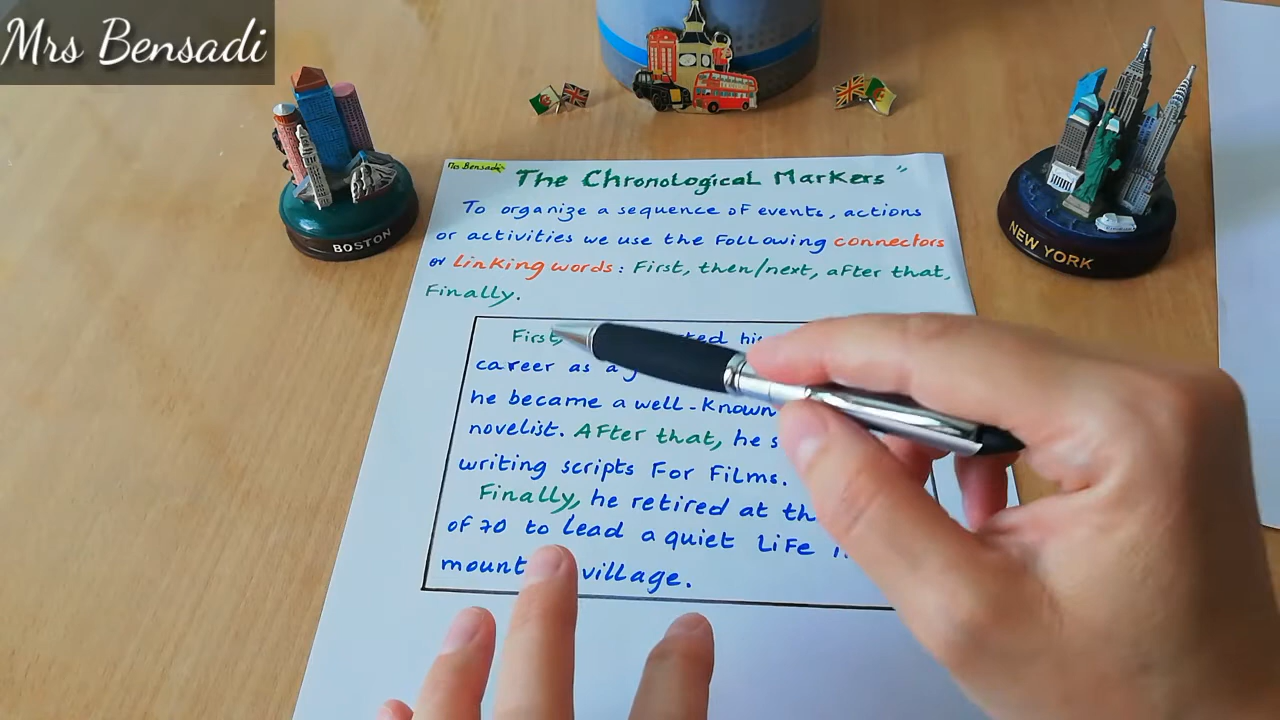 Mrs Bensadi
BOSTON
NEW YORK
Mrs Bensadi
The Chronological Markers"
To organize a sequence of events, actions
or activities we use the following connectors
or linking words: First, then/next, after that,
Finally.
First,
career as a
he became a well-known
novelist. After that, he
writing scripts for films.
Finally, he retired at
of 70 to lead a quiet life
village.